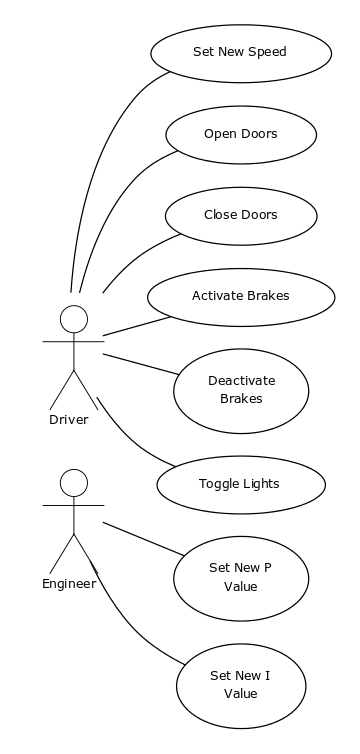 Set New Speed
Open Doors
Close Doors
Activate Brakes
Deactivate
Brakes
Driver
Toggle Lights
Set New P
Value
Engineer
Set New I
Value